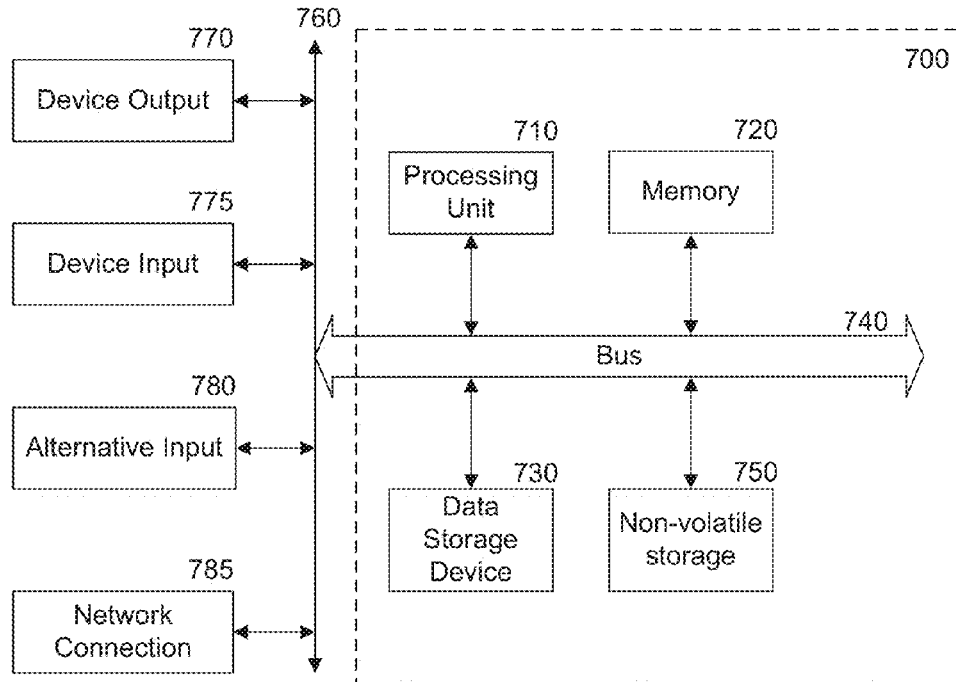 760
770
Device Output
700
710
Processing
Unit
720
Memory
775
Device Input
740
Bus
780
Alternative Input
730
Data
Storage
Device
750
Non-volatile
storage
785
Network
Connection